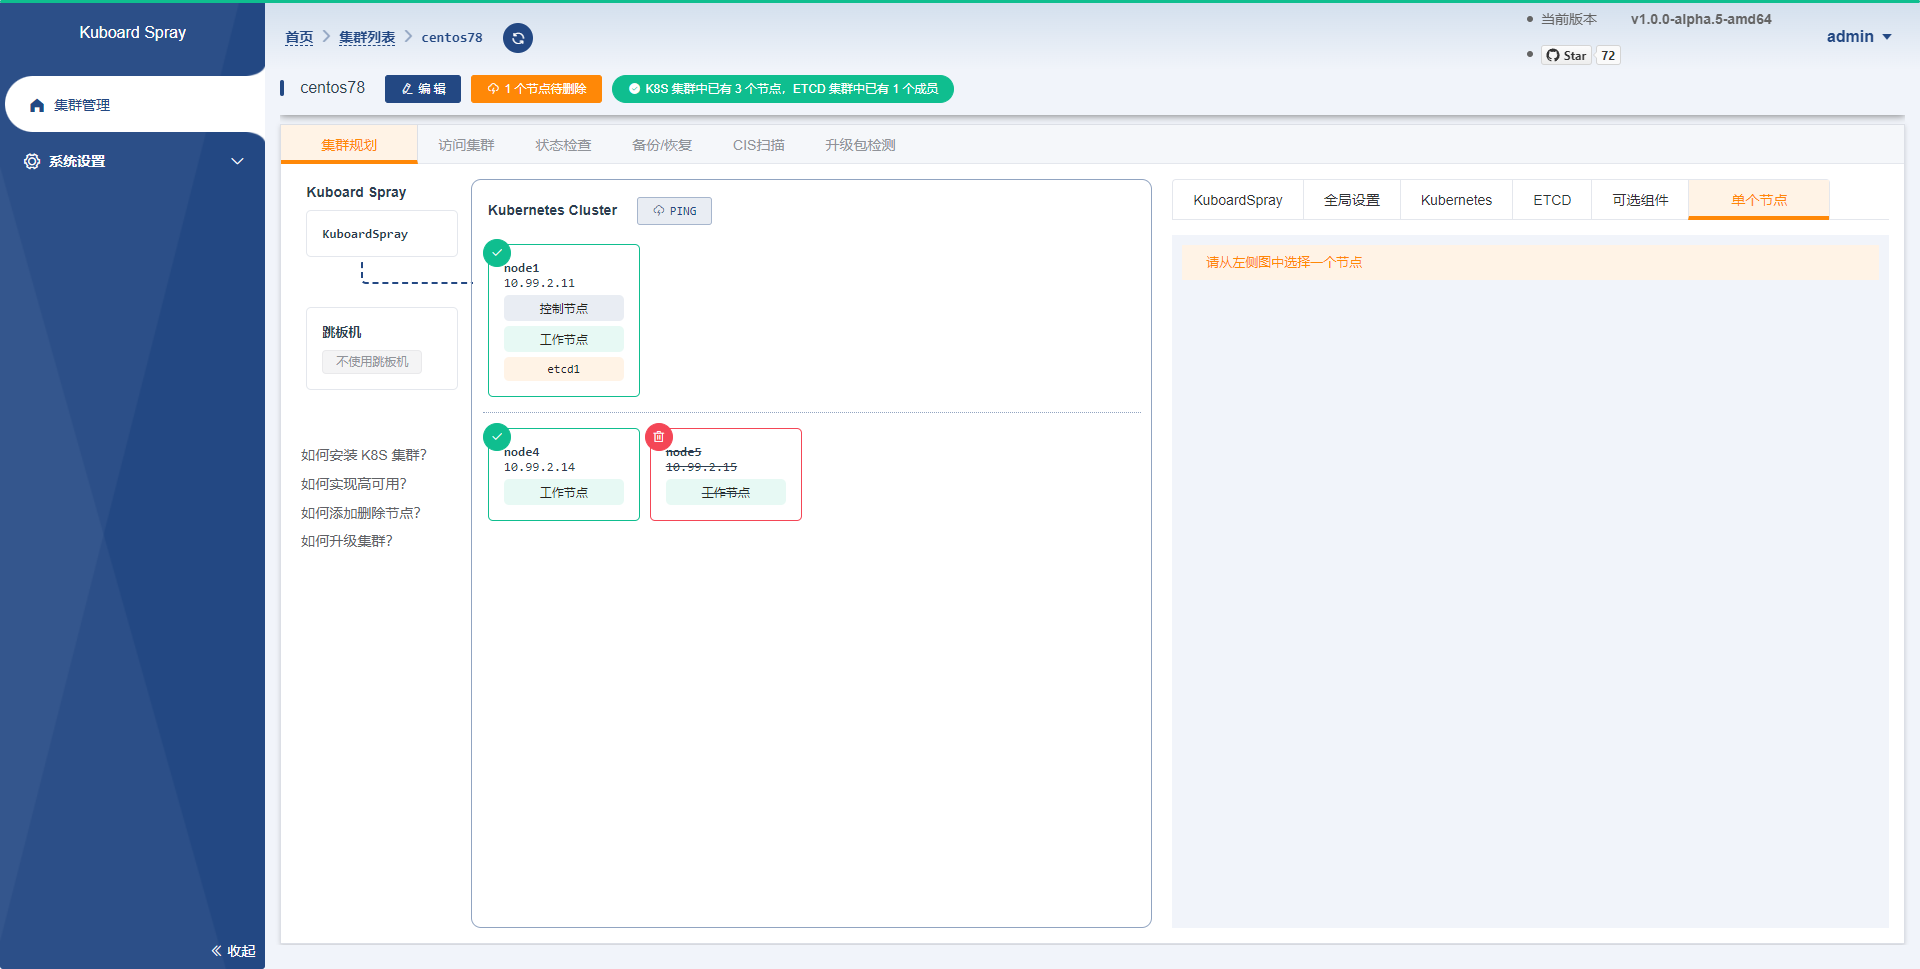 Kuboard Spray
集群管理
系统设置
收起
首页
集群列表
centos78
当前版本
v1.0.0-alpha.5-amd64
Star
72
admin
centos78
编 辑
1 个节点待删除
K8S 集群中已有 3 个节点，ETCD 集群中已有 1 个成员
集群规划
访问集群
状态检查
备份/恢复
CIS扫描
升级包检测
Kuboard Spray
KuboardSpray
跳板机
不使用跳板机
如何安装 K8S 集群？
如何实现高可用？
如何添加删除节点？
如何升级集群？
Kubernetes Cluster
PING
node1
10.99.2.11
控制节点
工作节点
etcd1
node4
10.99.2.14
工作节点
node5
10.99.2.15
工作节点
KuboardSpray
全局设置
Kubernetes
ETCD
可选组件
单个节点
请从左侧图中选择一个节点